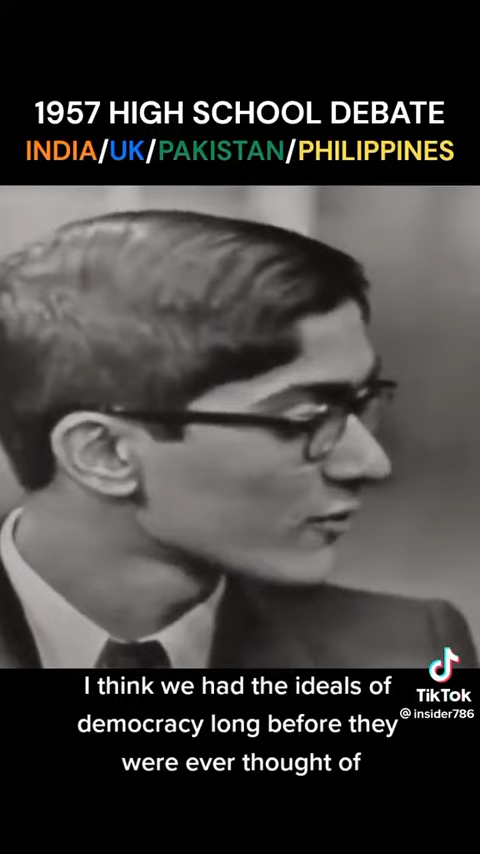 1957 HIGH SCHOOL DEBATE
INDIA/UK/PAKISTAN/PHILIPPINES
I think we had the ideals of
democracy long before they
were ever thought of
TikTok
@insider786